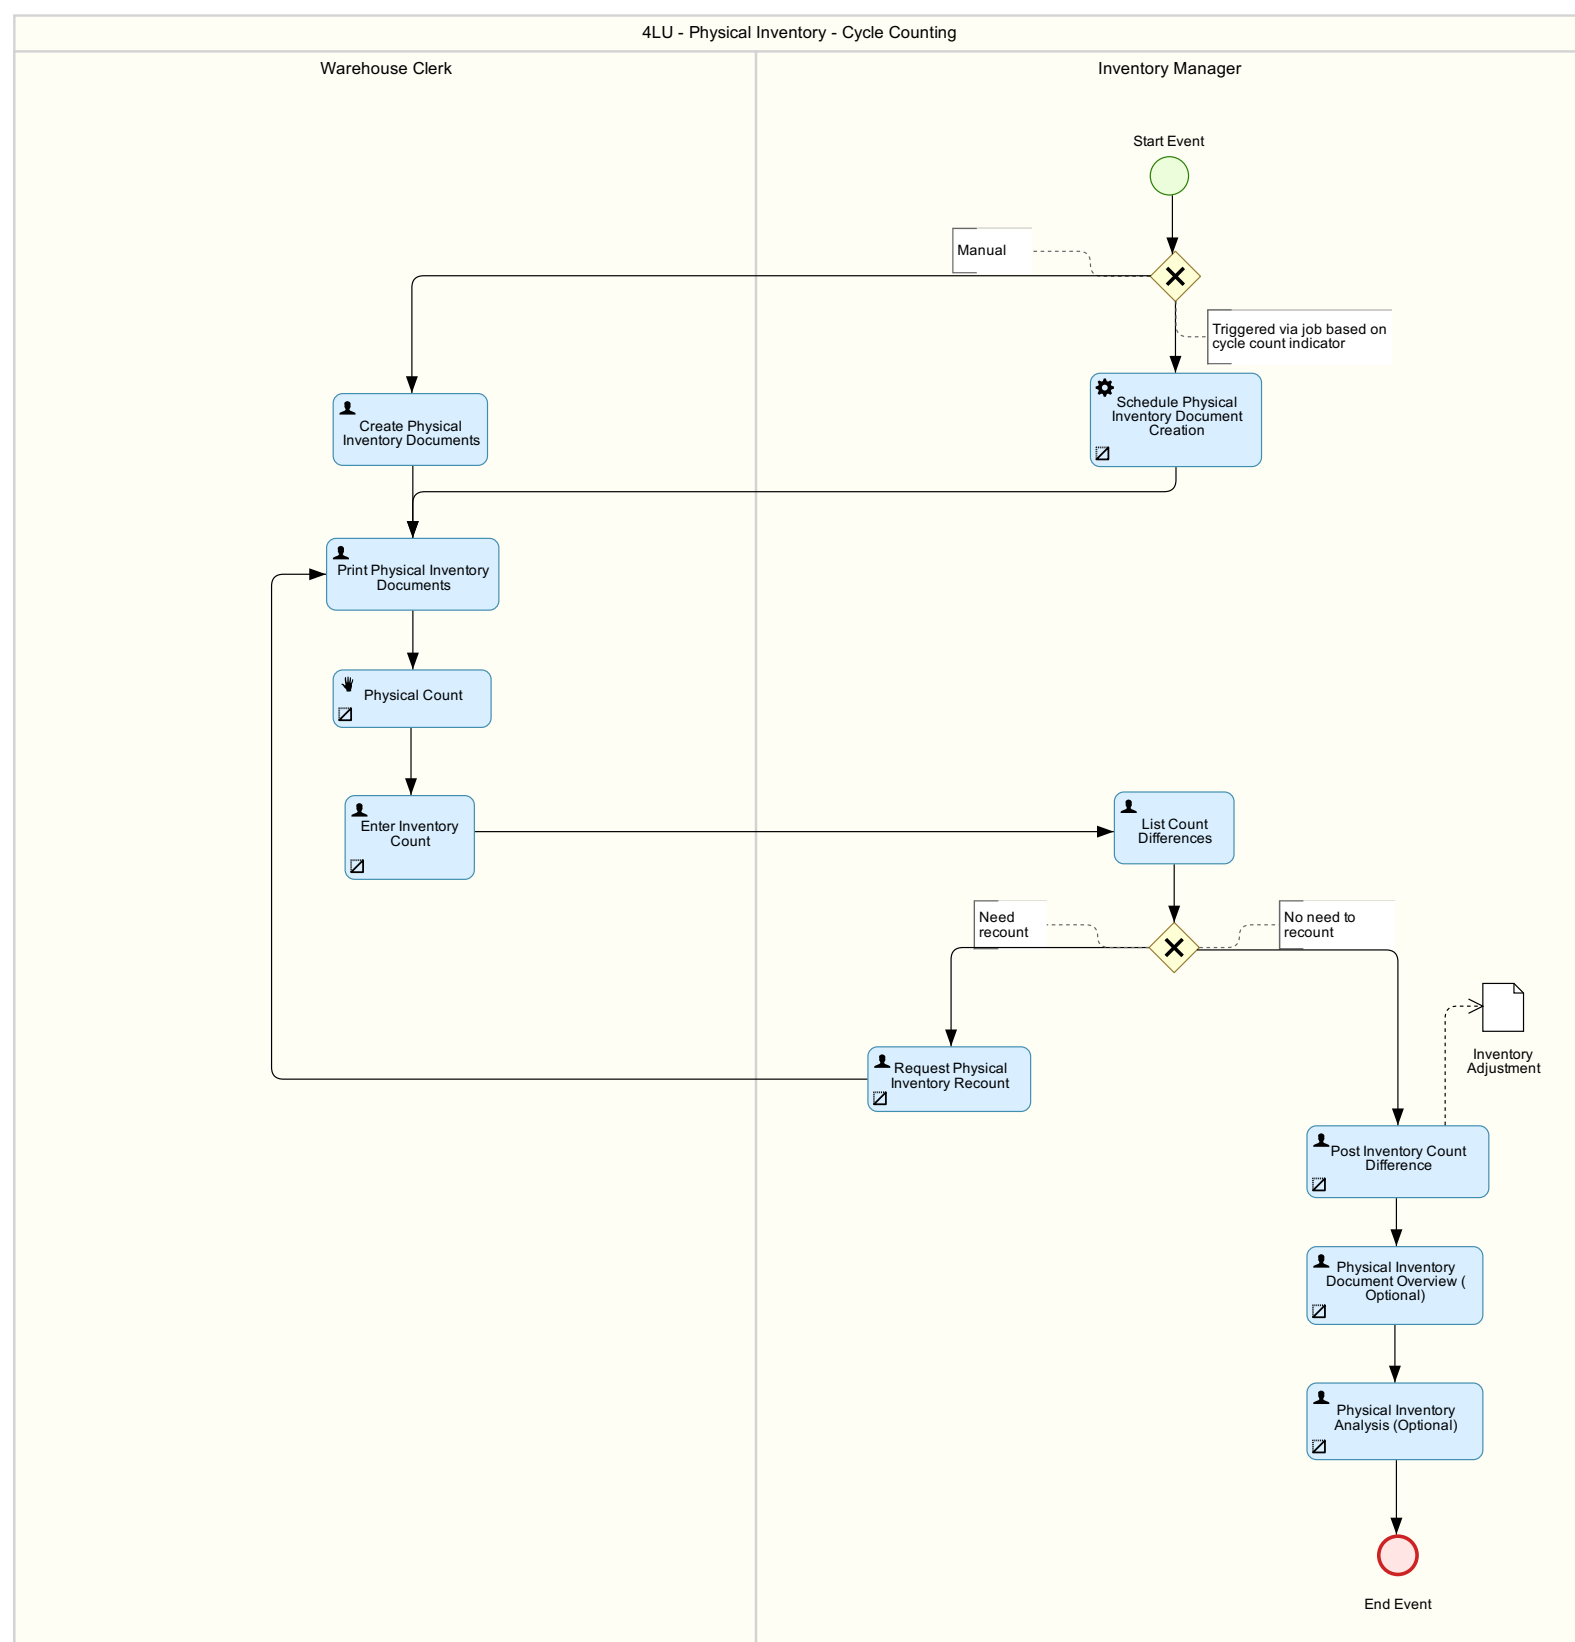 4LU - Physical Inventory - Cycle Counting
Warehouse Clerk
Inventory Manager
Start Event
Manual
Triggered via job based on
cycle count indicator
Schedule Physical
Inventory Document
Creation
Create Physical
Inventory Documents
Print Physical Inventory
Documents
Physical Count
Enter Inventory
Count
List Count
Differences
Need
recount
No need to
recount
Inventory
Adjustment
Request Physical
Inventory Recount
Post Inventory Count
Difference
Physical Inventory
Document Overview (
Optional)
Physical Inventory
Analysis (Optional)
End Event